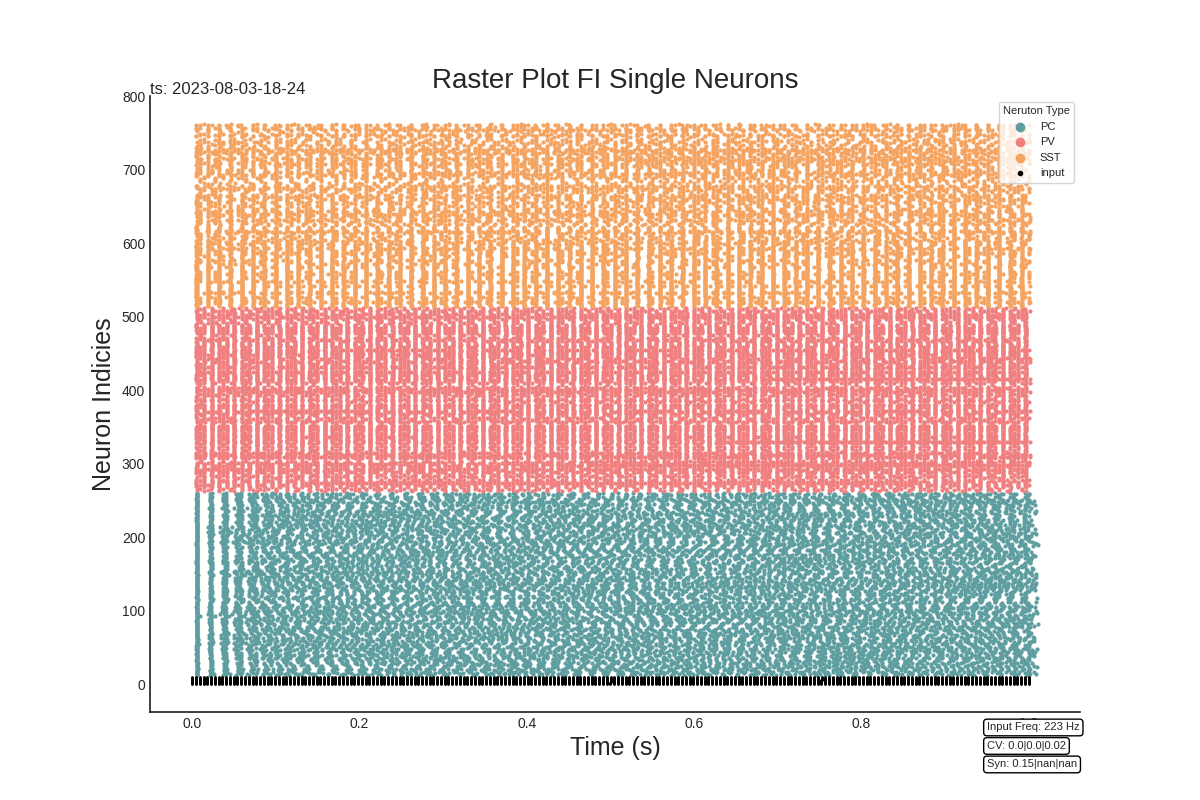 Raster Plot FI Single Neurons
ts: 2023-08-03-18-24
Neruton Type
PC
PV
SST
input
800
700
600
500
400
300
200
100
0
Neuron Indicies
0.0 0.2 0.4 0.6 0.8
Time (s)
Input Freq: 223 Hz
CV: 0.0|0.0|0.02
Syn: 0.15|nan|nan